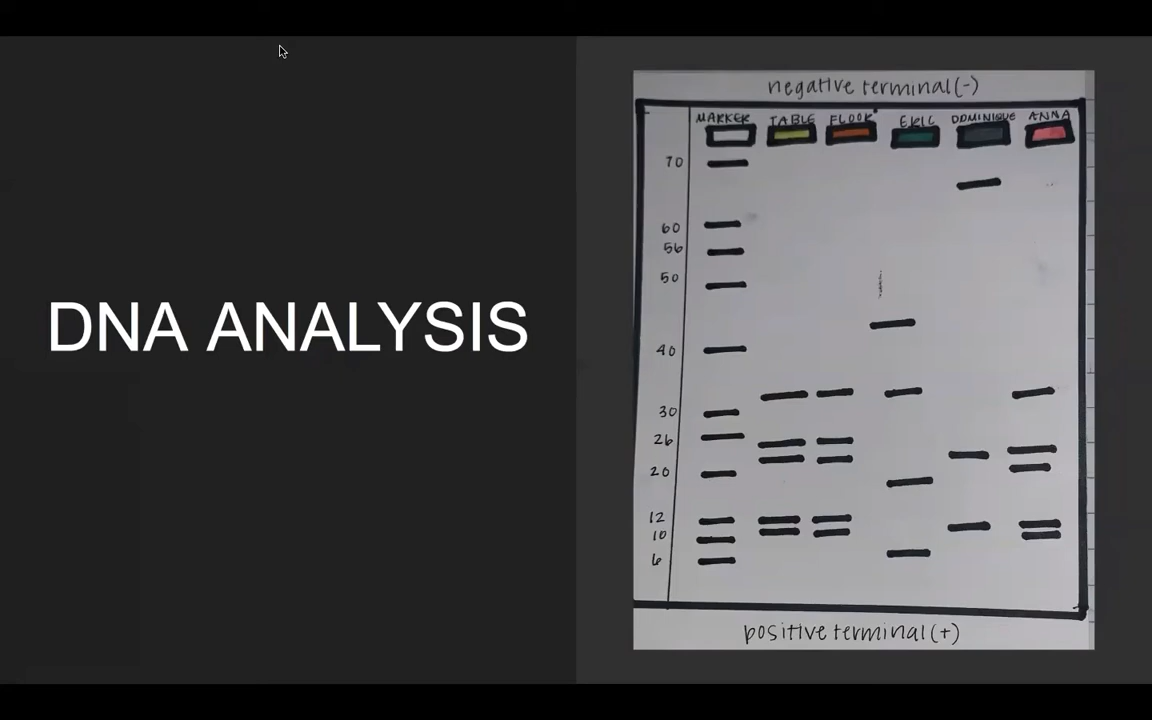 DNA ANALYSIS
negative terminal (-)
MARKER TABLE FLOOR ERIC DOMINIQUE ANNA
70
60
56
50
40
30
26
20
12
10
6
positive terminal (+)